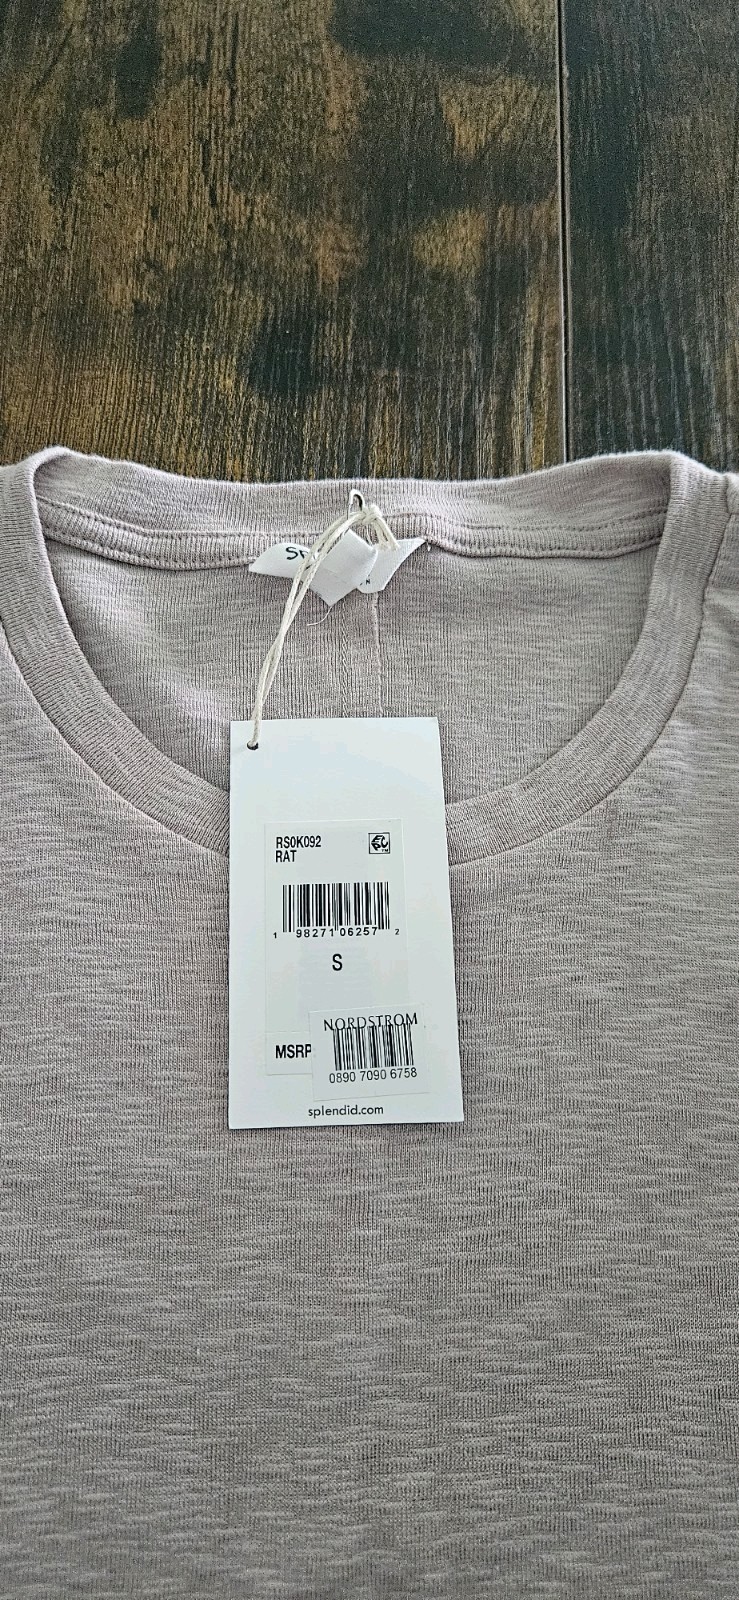 RS0K092
RAT
1 98271 06257 2
S
NORDSTROM
MSRP
0890 7090 6758
splendid.com